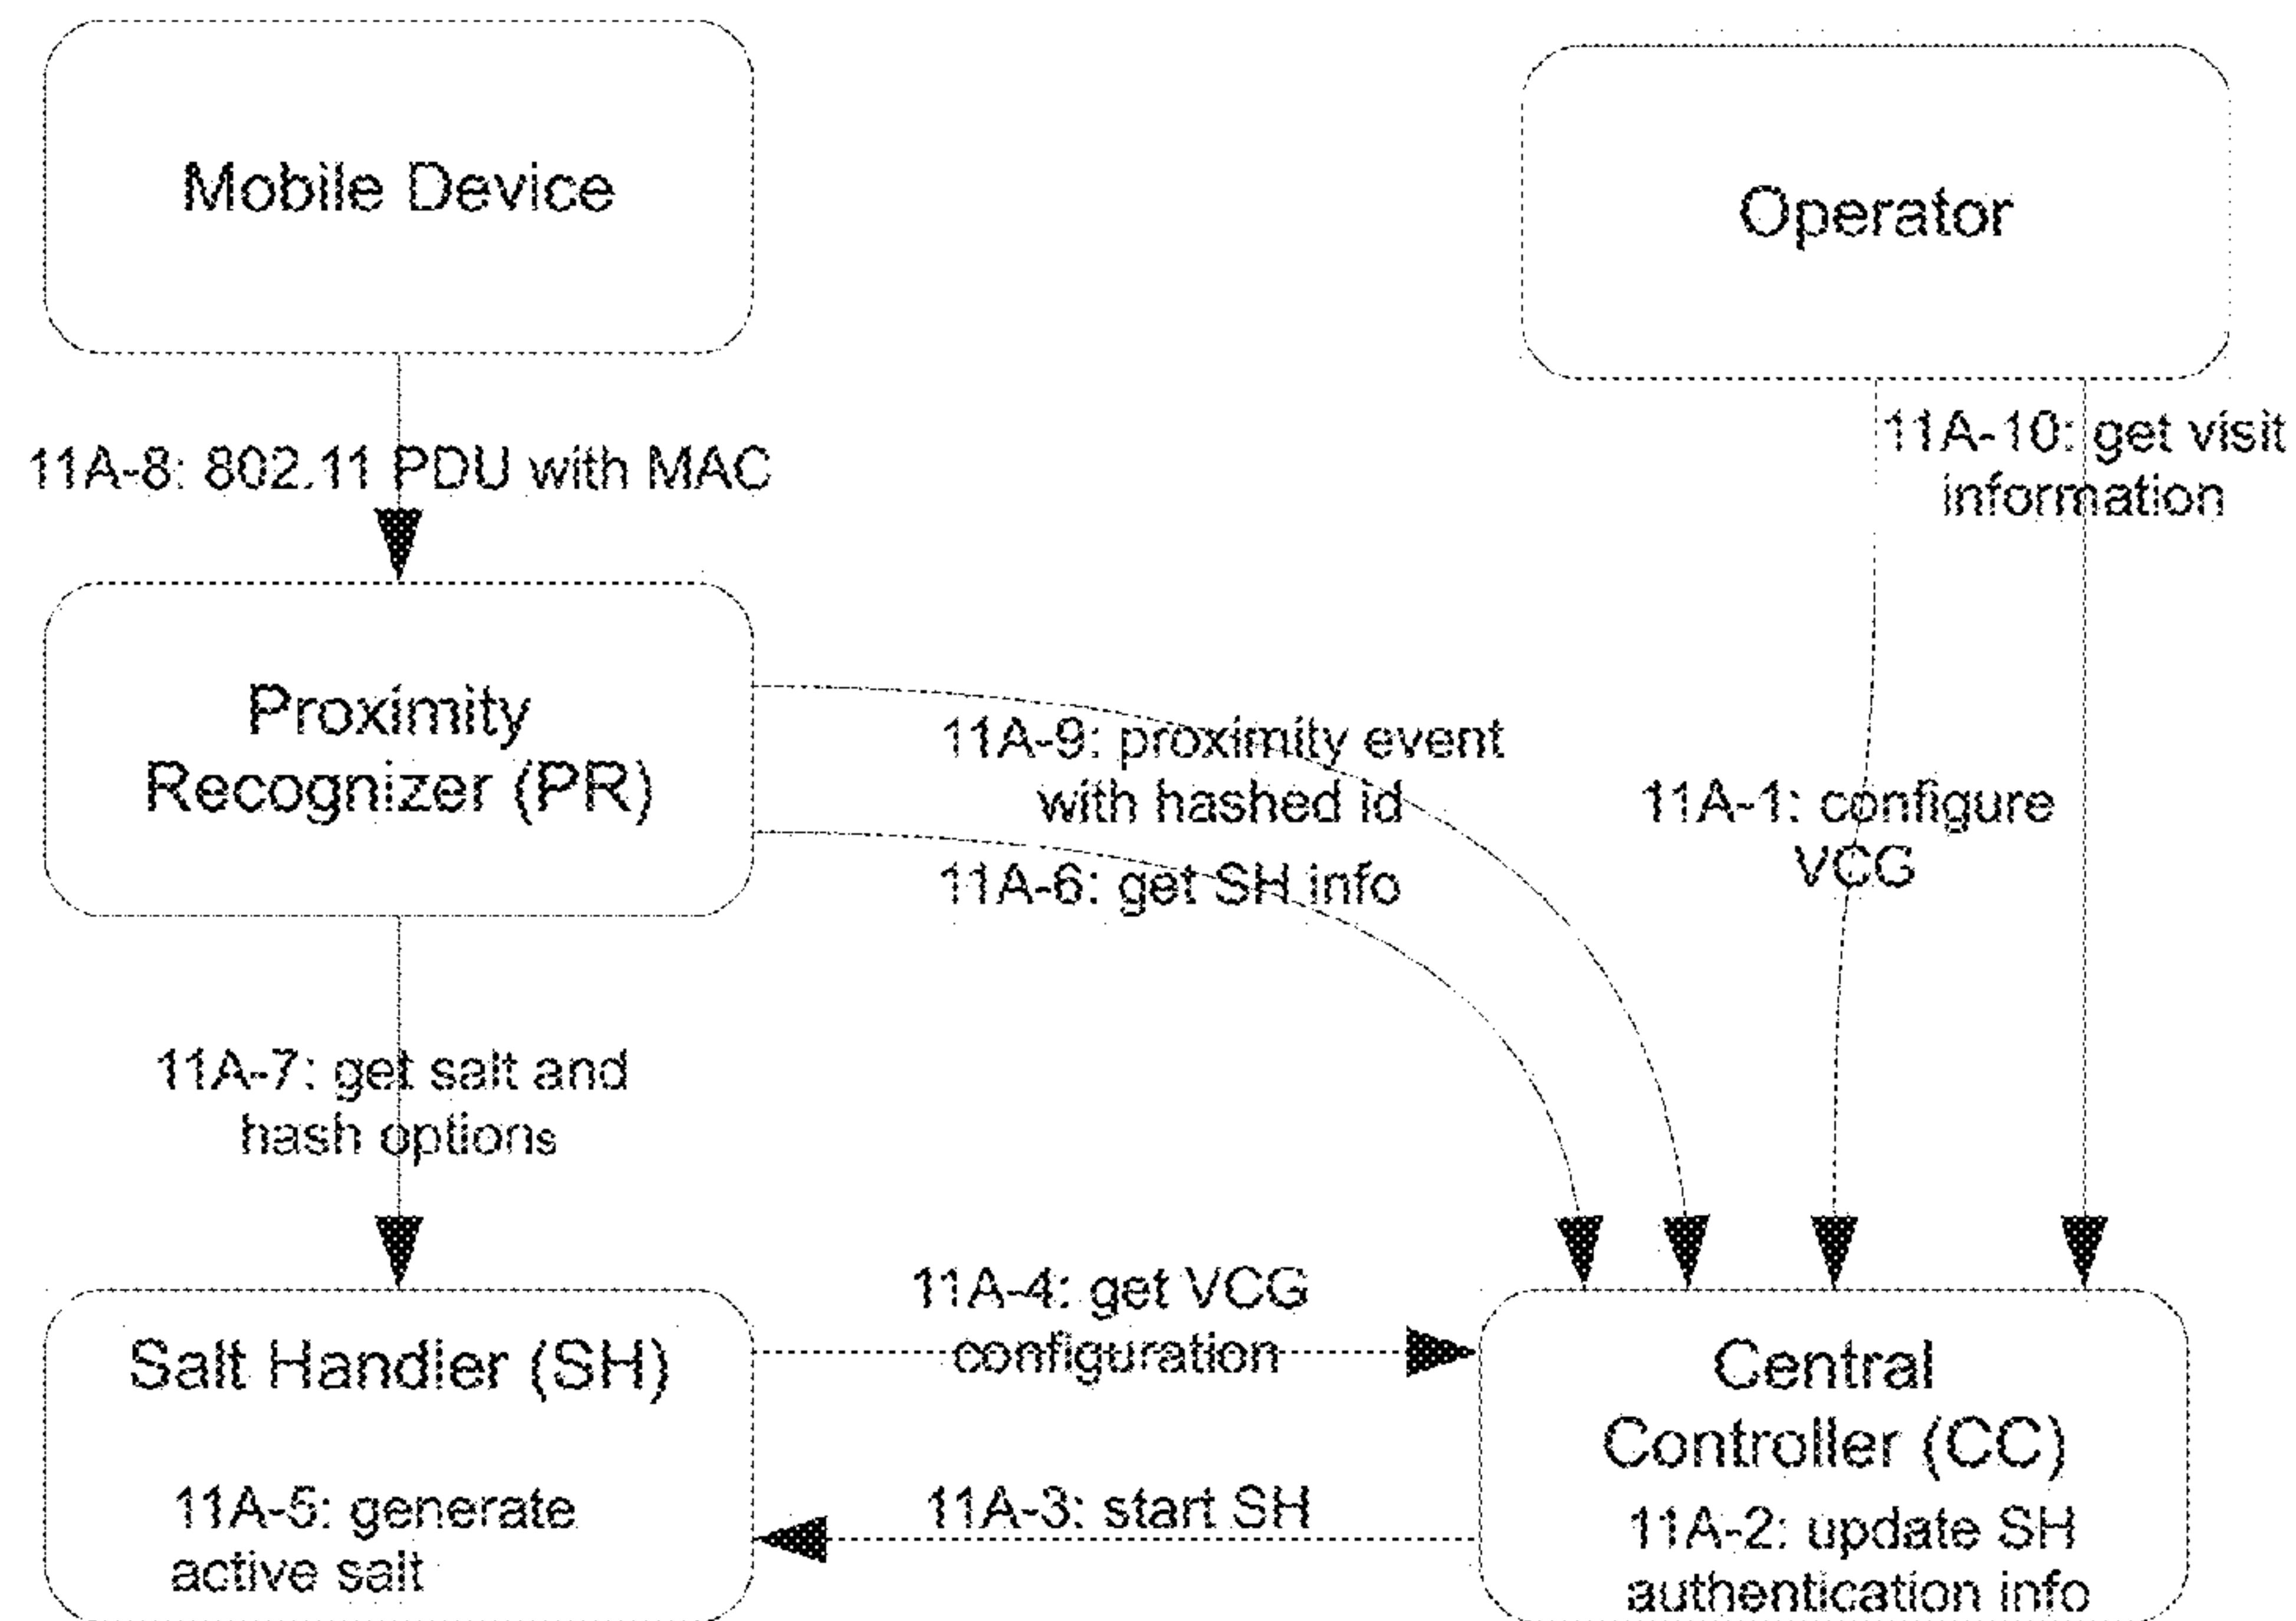 Mobile Device
Operator
11A-8: 802.11 PDU with MAC
11A-10: get visit
information
Proximity
Recognizer (PR)
11A-9: proximity event
with hashed id
11A-6: get SH info
11A-1: configure
VCG
11A-7: get salt and
hash options
Salt Handler (SH)
11A-5: generate
active salt
11A-4: get VCG
configuration
11A-3: start SH
Central
Controller (CC)
11A-2: update SH
authentication info